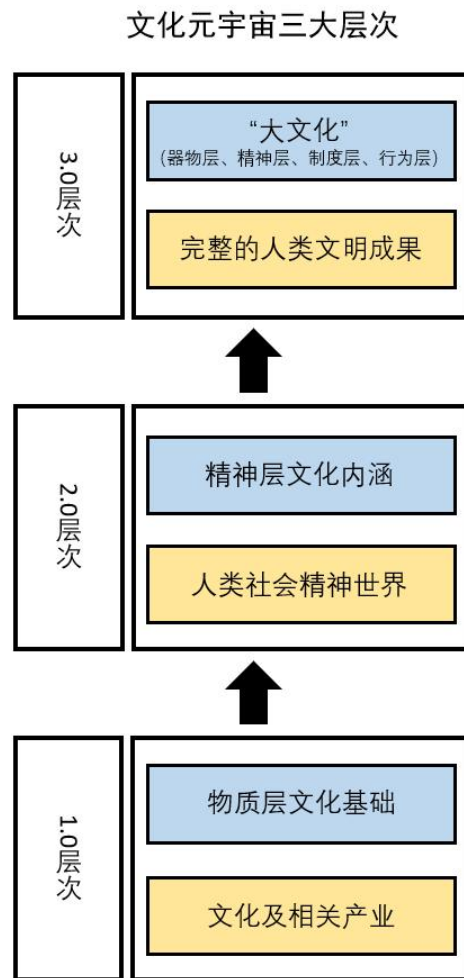 文化元宇宙三大层次
3.0层次
“大文化”
（器物层、精神层、制度层、行为层）
完整的人类文明成果
2.0层次
精神层文化内涵
人类社会精神世界
1.0层次
物质层文化基础
文化及相关产业